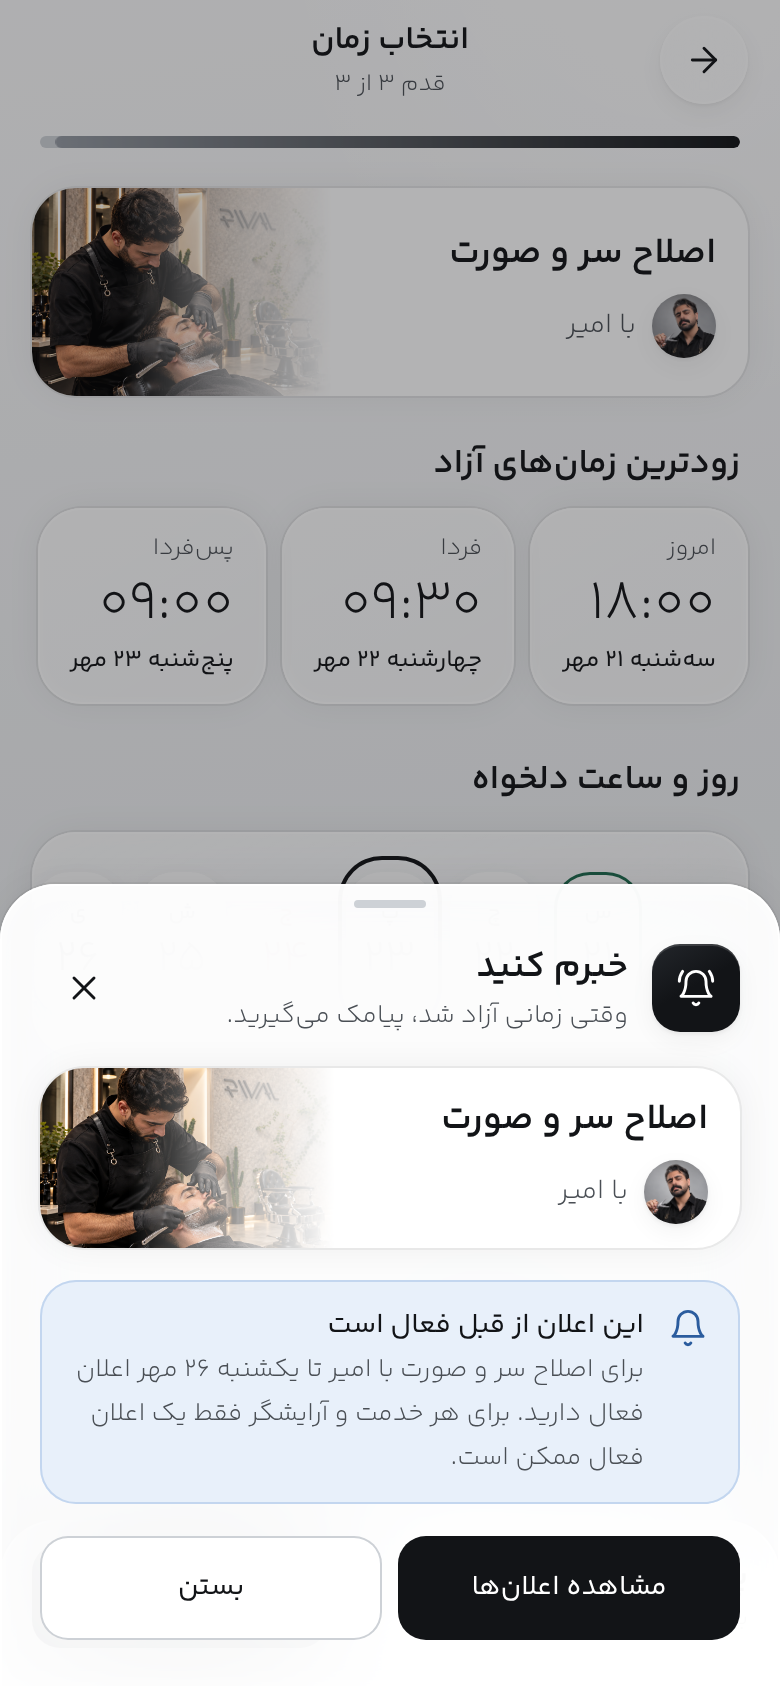 انتخاب زمان
قدم ۳ از ۳
اصلاح سر و صورت
با امیر
زودترین زمان‌های آزاد
امروز
۱۸:۰۰
سه‌شنبه ۲۱ مهر
فردا
۰۹:۳۰
چهارشنبه ۲۲ مهر
پس‌فردا
۰۹:۰۰
پنج‌شنبه ۲۳ مهر
روز و ساعت دلخواه
خبرم کنید
وقتی زمانی آزاد شد، پیامک می‌گیرید.
اصلاح سر و صورت
با امیر
این اعلان از قبل فعال است
برای اصلاح سر و صورت با امیر تا یکشنبه ۲۶ مهر اعلان
فعال دارید. برای هر خدمت و آرایشگر فقط یک اعلان
فعال ممکن است.
مشاهده اعلان‌ها
بستن